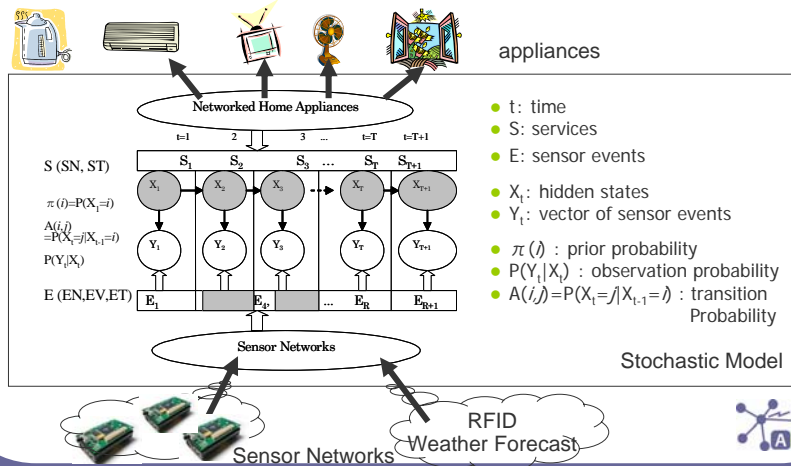 appliances
Networked Home Appliances
t=1 2 3 ... t=T t=T+1
S (SN, ST)
S1 S2 S3 ... ST ST+1
X1 X2 X3 XT XT+1
π(i)=P(X1=i)
A(i,j)
=P(Xt=j|Xt-1=i)
P(Yt|Xt)
Y1 Y2 Y3 YT YT+1
E (EN,EV,ET)
E1 E4, ... ER ER+1
Sensor Networks
t: time
S: services
E: sensor events
Xt: hidden states
Yt: vector of sensor events
π(i) : prior probability
P(Yt|Xt) : observation probability
A(i,j)=P(Xt=j|Xt-1=i) : transition
Probability
Stochastic Model
Sensor Networks
RFID
Weather Forecast
A